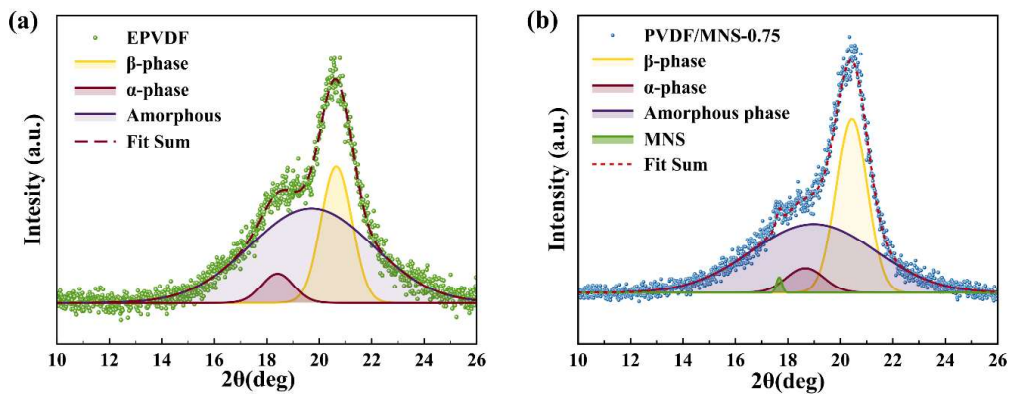 (a)
EPVDF
β-phase
α-phase
Amorphous
Fit Sum
Intesity (a.u.)
10 12 14 16 18 20 22 24 26
2θ(deg)
(b)
PVDF/MNS-0.75
β-phase
α-phase
Amorphous phase
MNS
Fit Sum
Intensity (a.u.)
10 12 14 16 18 20 22 24 26
2θ(deg)